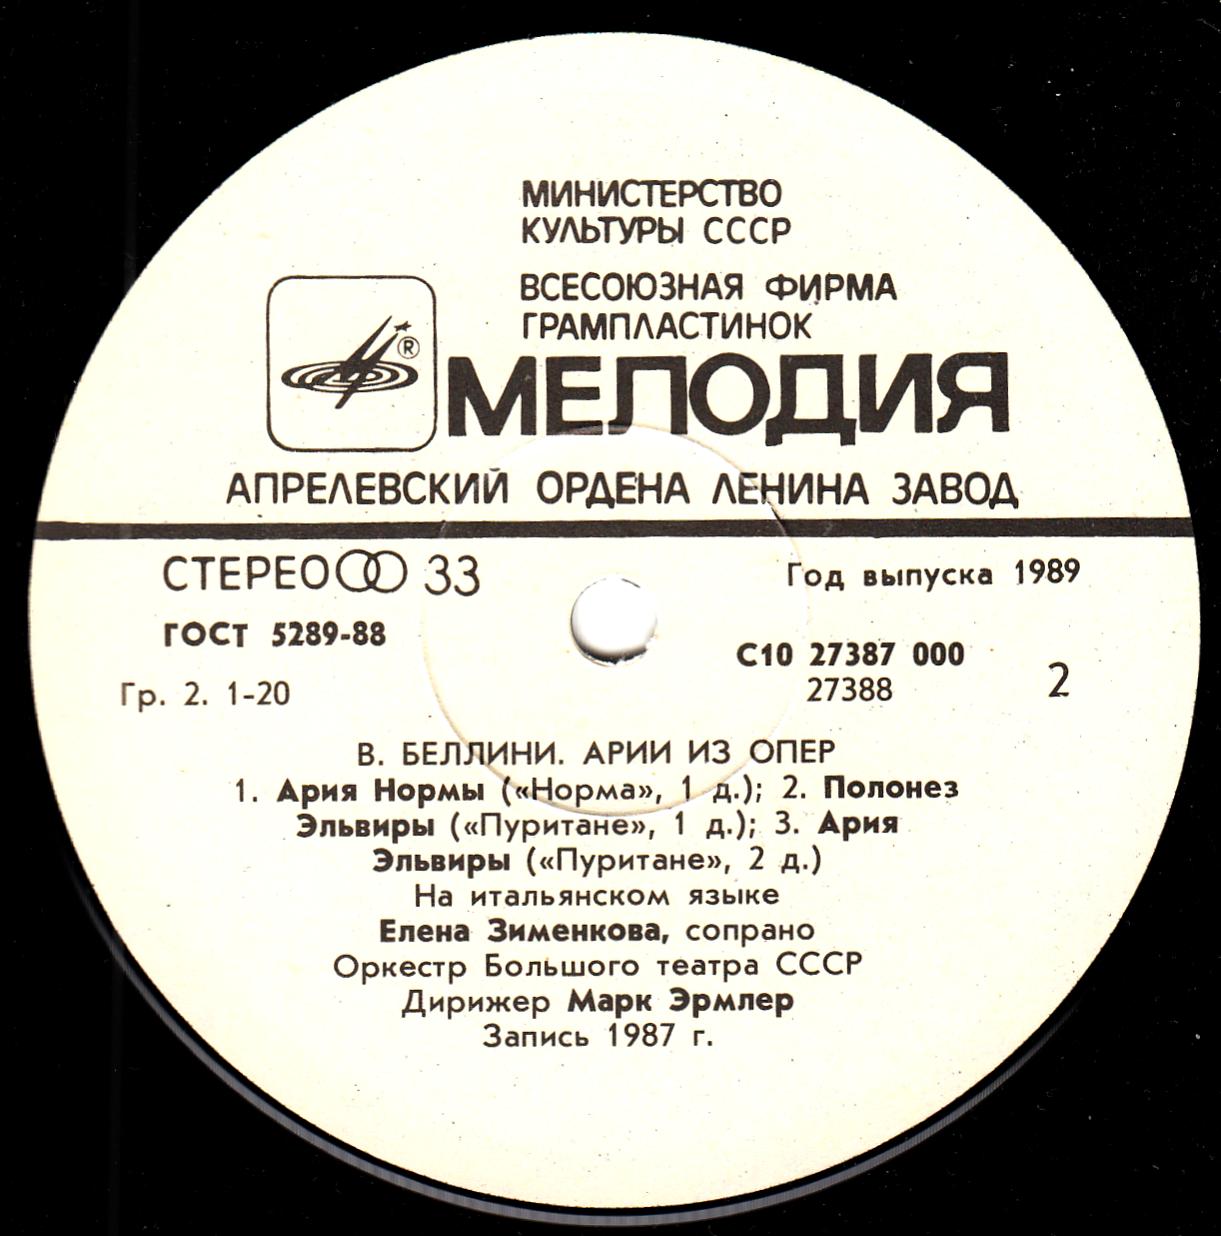 МИНИСТЕРСТВО
КУЛЬТУРЫ СССР
ВСЕСОЮЗНАЯ ФИРМА
ГРАМПЛАСТИНОК
®
МЕЛОДИЯ
АПРЕЛЕВСКИЙ ОРДЕНА ЛЕНИНА ЗАВОД
СТЕРЕО 33
Год выпуска 1989
ГОСТ 5289-88
С10 27387 000
Гр. 2. 1-20
27388
2
В. БЕЛЛИНИ. АРИИ ИЗ ОПЕР
1. Ария Нормы («Норма», 1 д.); 2. Полонез
Эльвиры («Пуритане», 1 д.); 3. Ария
Эльвиры («Пуритане», 2 д.)
На итальянском языке
Елена Зименкова, сопрано
Оркестр Большого театра СССР
Дирижер Марк Эрмлер
Запись 1987 г.